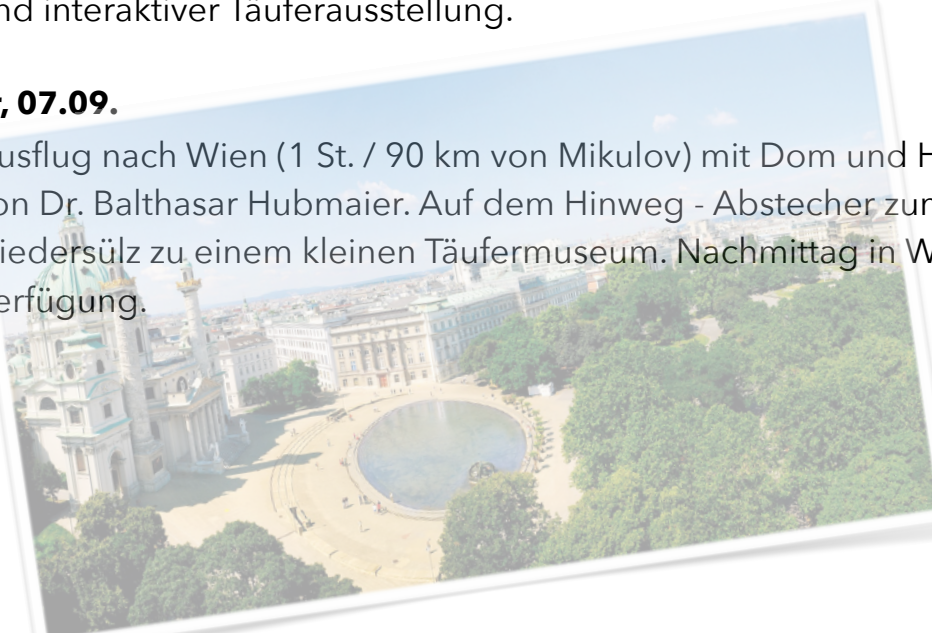 nd interaktiver Täuferausstellung.
, 07.09.
usflug nach Wien (1 St. / 90 km von Mikulov) mit Dom und H
on Dr. Balthasar Hubmaier. Auf dem Hinweg - Abstecher zum
iedersülz zu einem kleinen Täufermuseum. Nachmittag in W
erfügung.